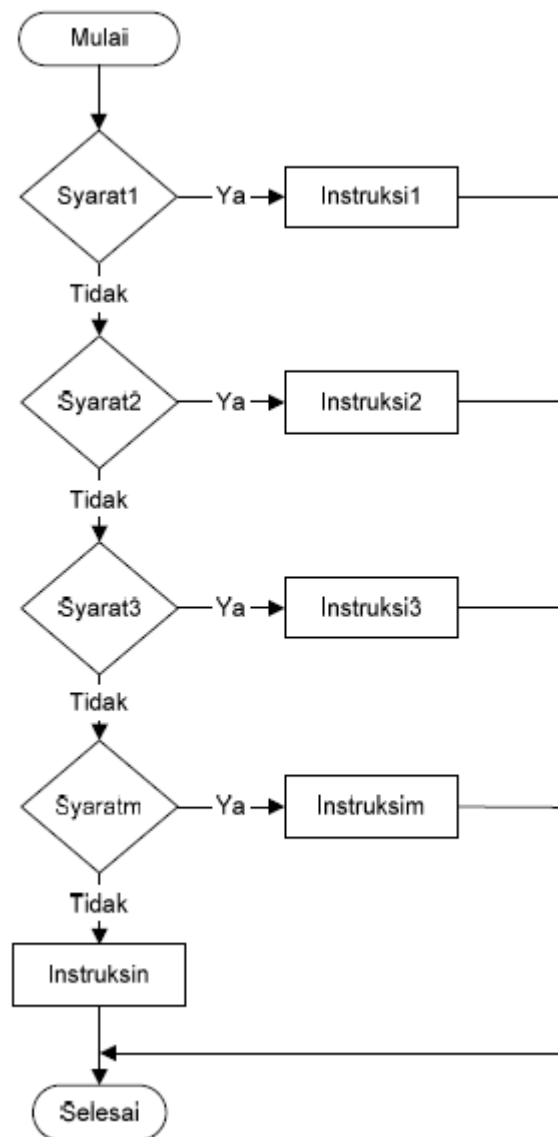 Mulai
Syarat1
Ya
Instruksi1
Tidak
Syarat2
Ya
Instruksi2
Tidak
Syarat3
Ya
Instruksi3
Tidak
Syaratm
Ya
Instruksim
Tidak
Instruksin
Selesai